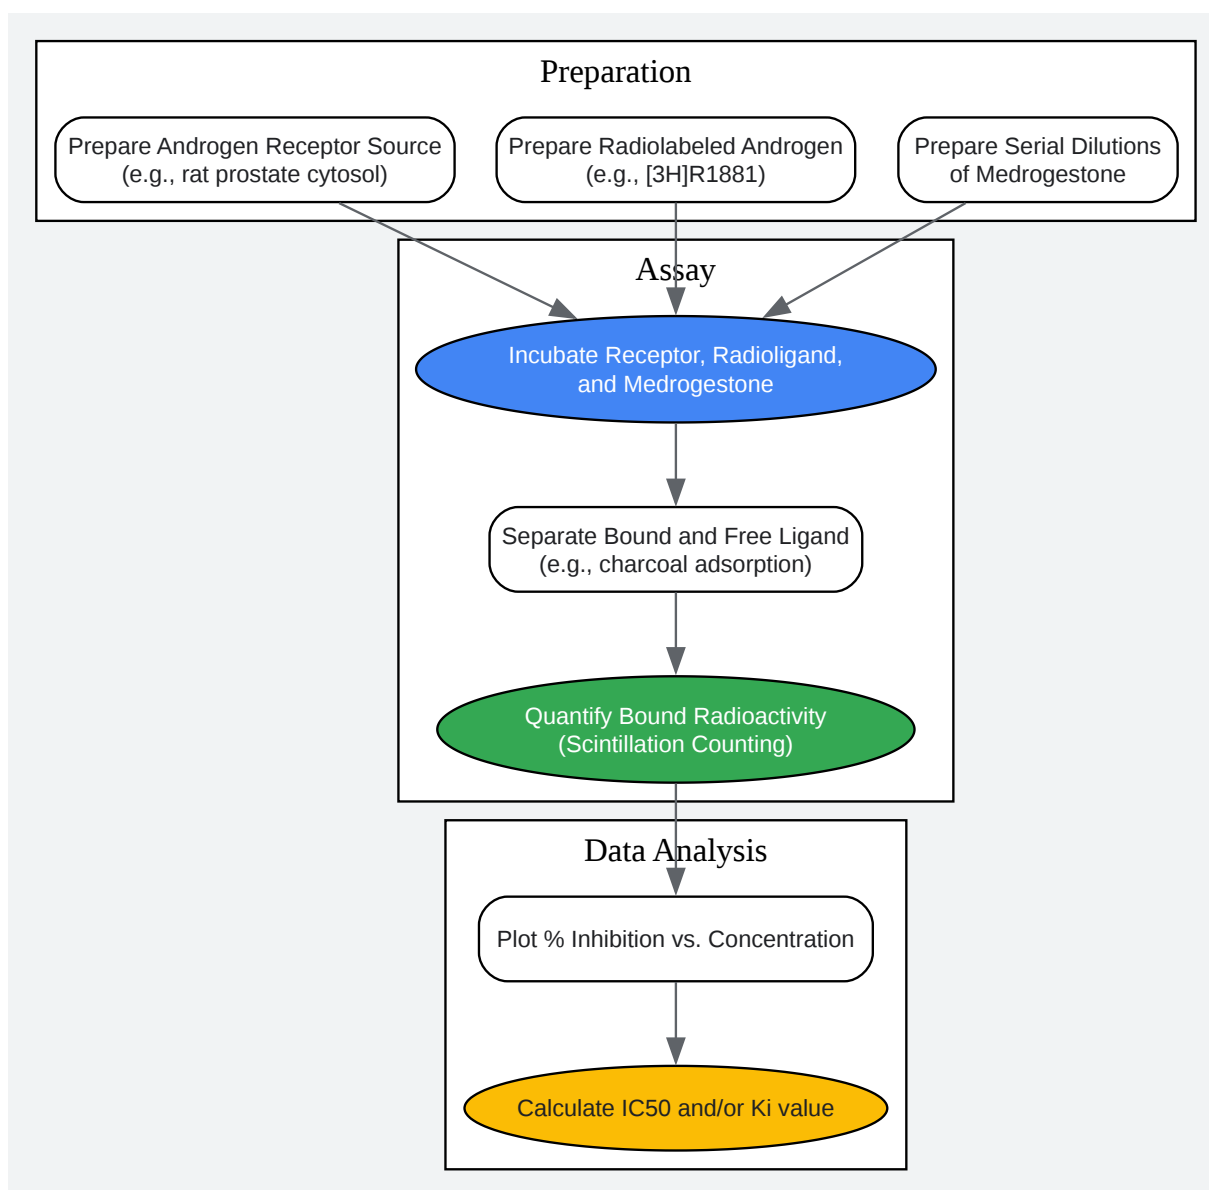 Preparation
Prepare Androgen Receptor Source
(e.g., rat prostate cytosol)
Prepare Radiolabeled Androgen
(e.g., [3H]R1881)
Prepare Serial Dilutions
of Medrogestone
Assay
Incubate Receptor, Radioligand,
and Medrogestone
Separate Bound and Free Ligand
(e.g., charcoal adsorption)
Quantify Bound Radioactivity
(Scintillation Counting)
Data Analysis
Plot % Inhibition vs. Concentration
Calculate IC50 and/or Ki value